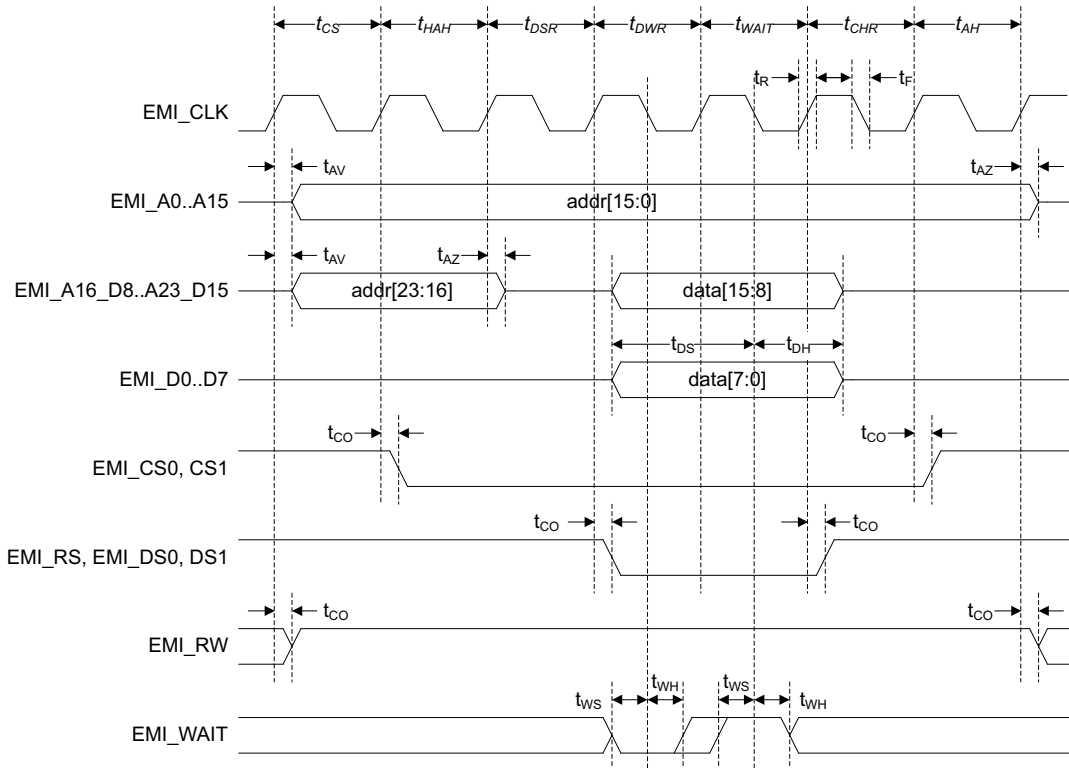 tCS tHAH tDSR tDWR tWAIT tCHR tAH
tR tF
EMI_CLK
tAV tAZ
EMI_A0..A15 addr[15:0]
tAV tAZ
EMI_A16_D8..A23_D15 addr[23:16] data[15:8]
tDS tDH
EMI_D0..D7 data[7:0]
tCO tCO
EMI_CS0, CS1
tCO tCO
EMI_RS, EMI_DS0, DS1
tCO tCO
EMI_RW
tWS tWH tWS tWH
EMI_WAIT